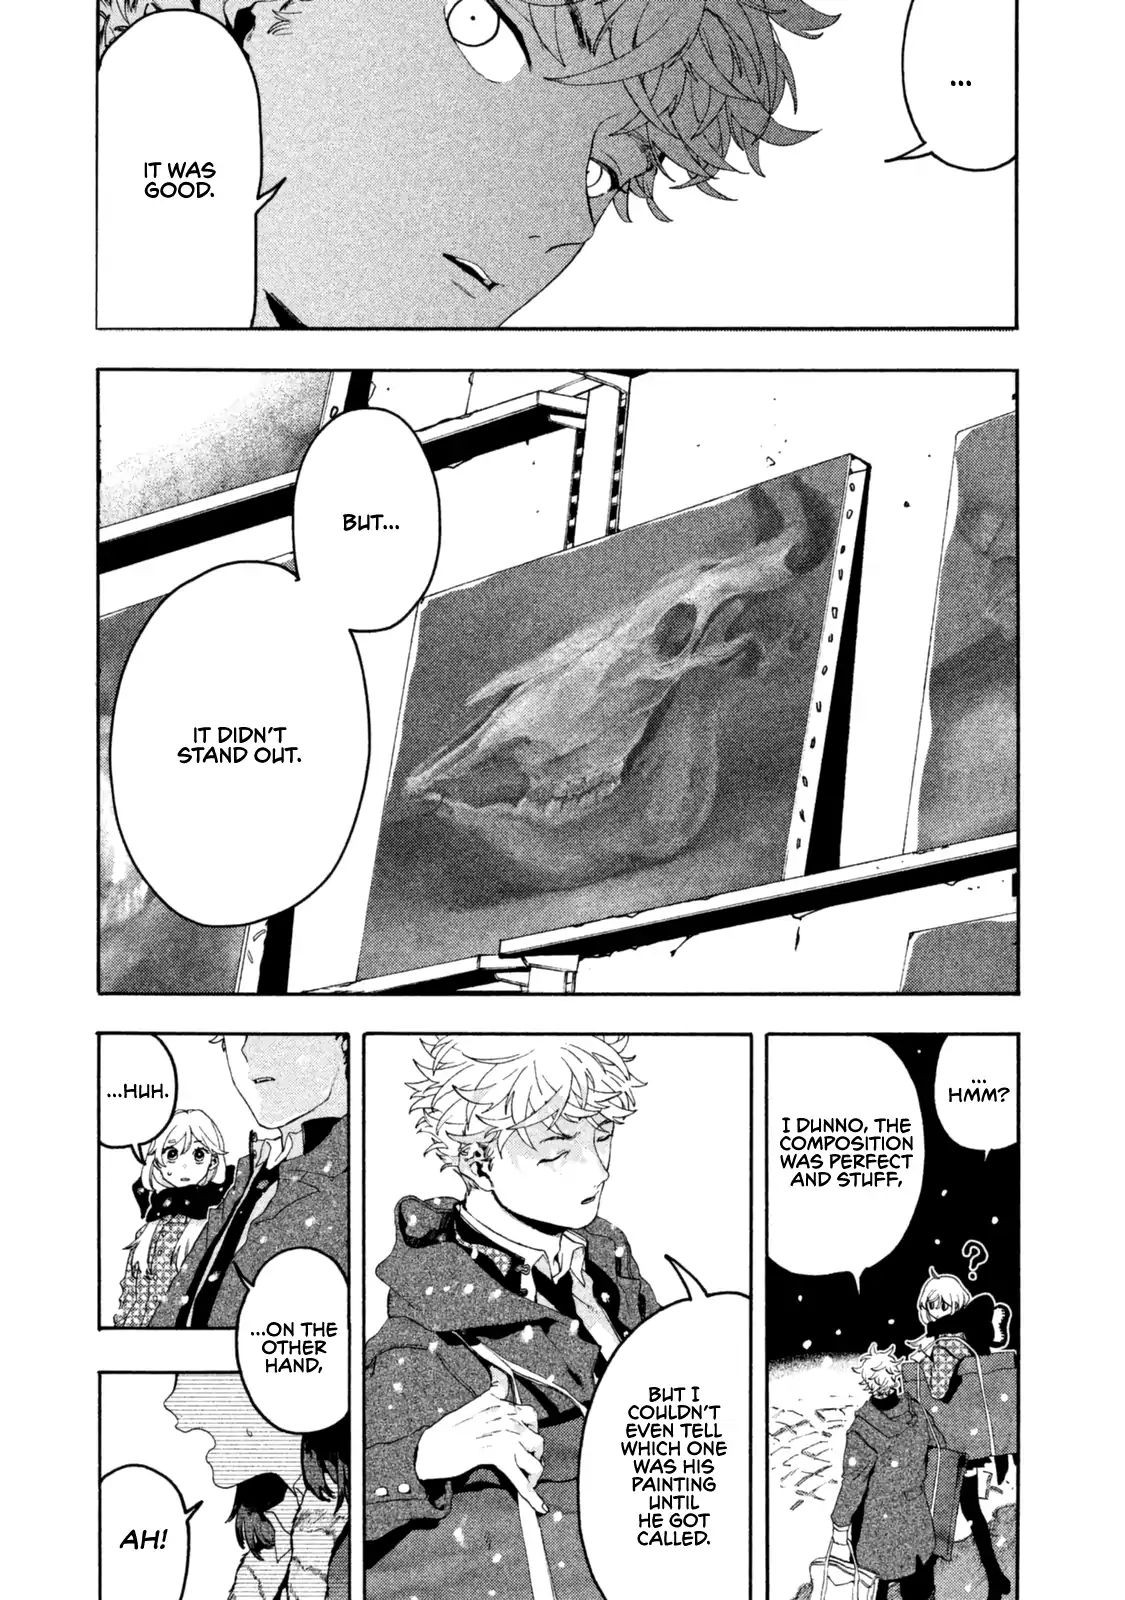 ...
IT WAS
GOOD.
BUT...
IT DIDN'T
STAND OUT.
...
HMM?
I DUNNO, THE
COMPOSITION
WAS PERFECT
AND STUFF,
?
BUT I
COULDN'T
EVEN TELL
WHICH ONE
WAS HIS
PAINTING
UNTIL
HE GOT
CALLED.
...HUH.
...ON THE
OTHER
HAND,
AH!